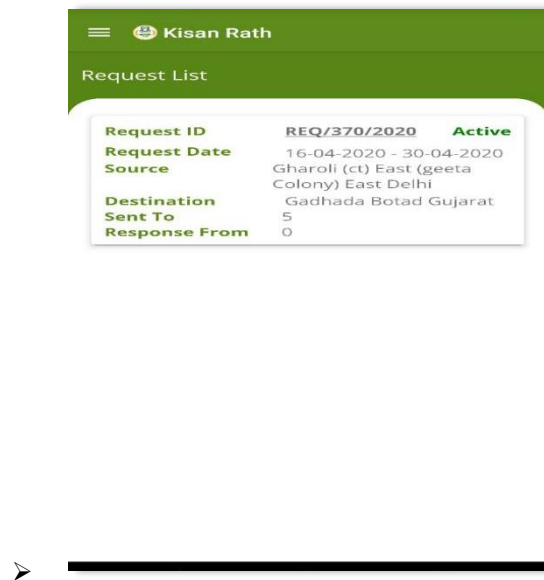 Kisan Rath
Request List
Request ID REQ/370/2020 Active
Request Date 16-04-2020 - 30-04-2020
Source Gharoli (ct) East (geeta
Colony) East Delhi
Destination Gadhada Botad Gujarat
Sent To 5
Response From 0